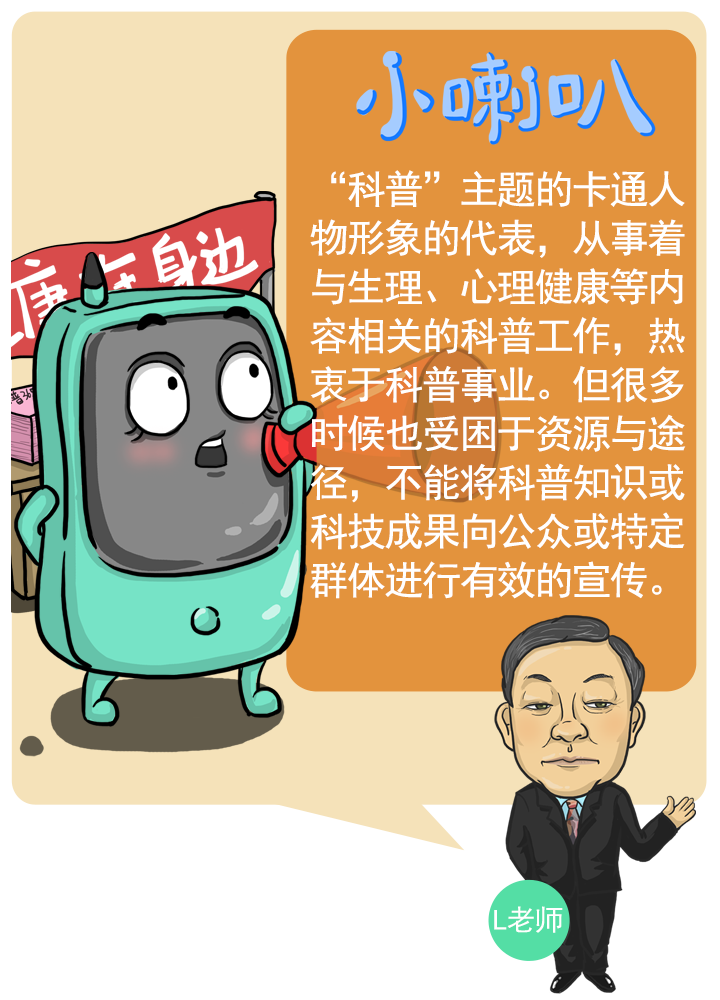 小喇叭
“科普”主题的卡通人
物形象的代表，从事着
与生理、心理健康等内
容相关的科普工作，热
衷于科普事业。但很多
时候也受困于资源与途
径，不能将科普知识或
科技成果向公众或特定
群体进行有效的宣传。
康在身边
L老师